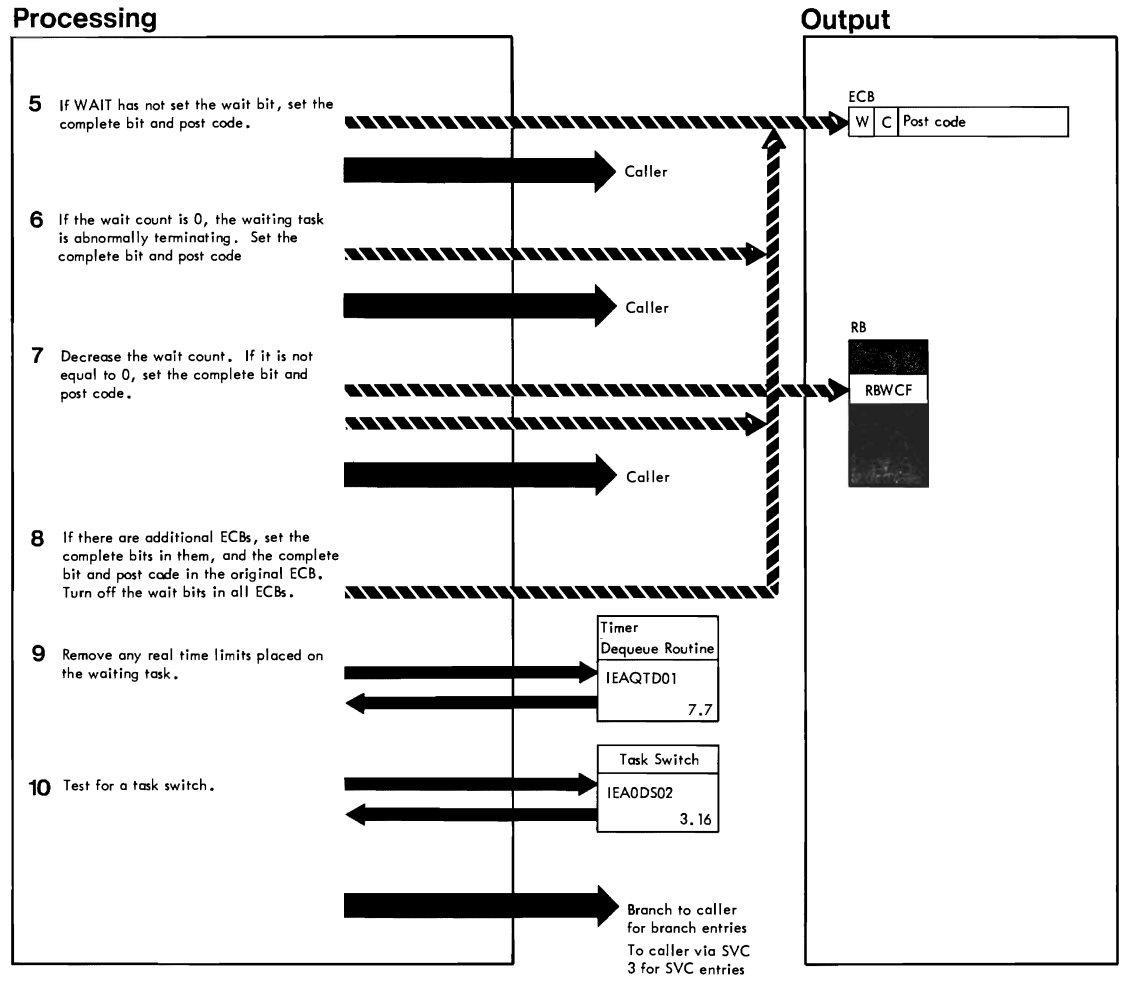 Processing
Output
5 If WAIT has not set the wait bit, set the
complete bit and post code.
ECB
W C Post code
Caller
6 If the wait count is 0, the waiting task
is abnormally terminating. Set the
complete bit and post code
Caller
7 Decrease the wait count. If it is not
equal to 0, set the complete bit and
post code.
RB
RBWCF
Caller
8 If there are additional ECBs, set the
complete bits in them, and the complete
bit and post code in the original ECB.
Turn off the wait bits in all ECBs.
9 Remove any real time limits placed on
the waiting task.
Timer
Dequeue Routine
IEAQTD01
7.7
10 Test for a task switch.
Task Switch
IEA0DS02
3.16
Branch to caller
for branch entries
To caller via SVC
3 for SVC entries